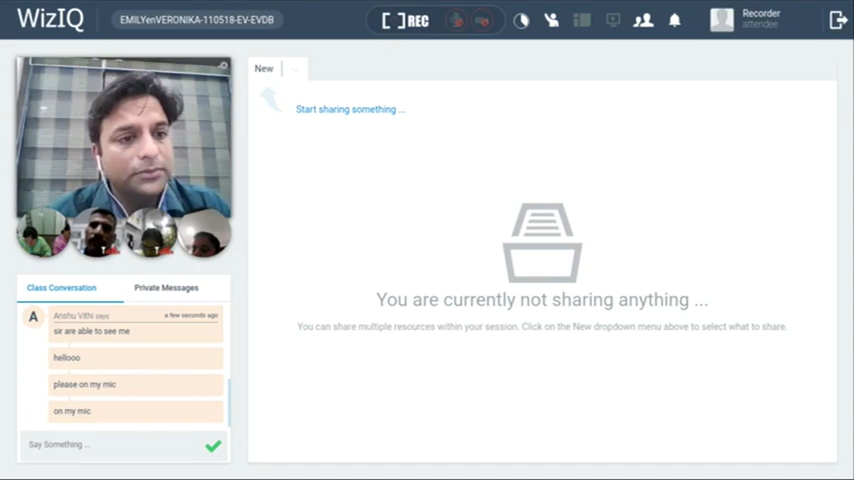 WizIQ
EMILYenVERONIKA-110518-EV-EVDB
[ ] REC
Recorder
attendee
New
Start sharing something ...
You are currently not sharing anything ...
You can share multiple resources within your session. Click on the New dropdown menu above to select what to share.
Class Conversation
Private Messages
A
Anshu Vithi says
a few seconds ago
sir are able to see me
hellooo
please on my mic
on my mic
Say Something ...